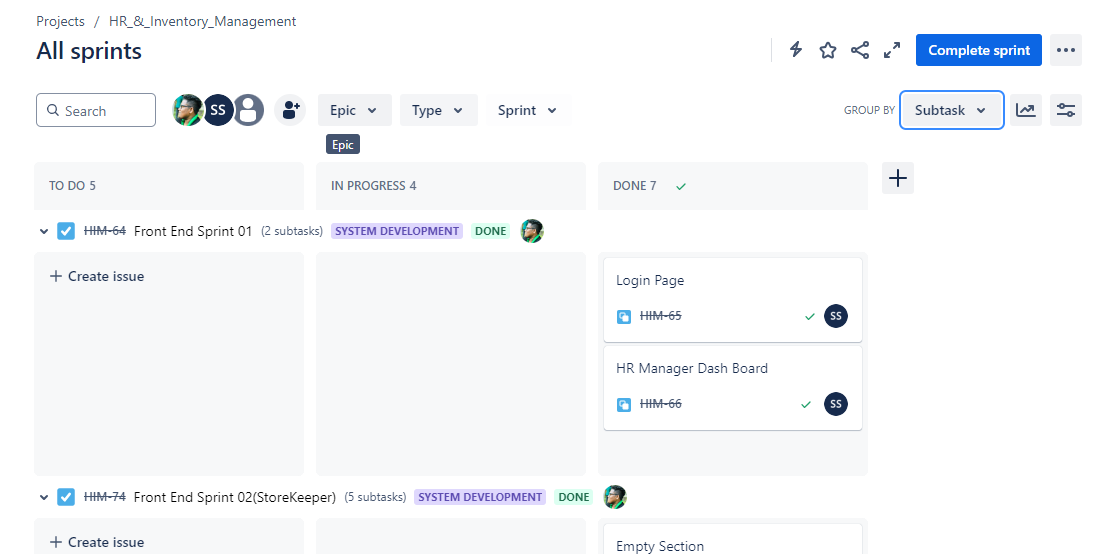 Projects / HR_&_Inventory_Management
All sprints
Complete sprint
Search
SS
Epic
Type
Sprint
GROUP BY
Subtask
Epic
TO DO 5
IN PROGRESS 4
DONE 7
HIM-64 Front End Sprint 01 (2 subtasks) SYSTEM DEVELOPMENT DONE
+ Create issue
Login Page
HIM-65
SS
HR Manager Dash Board
HIM-66
SS
HIM-74 Front End Sprint 02(StoreKeeper) (5 subtasks) SYSTEM DEVELOPMENT DONE
+ Create issue
Empty Section